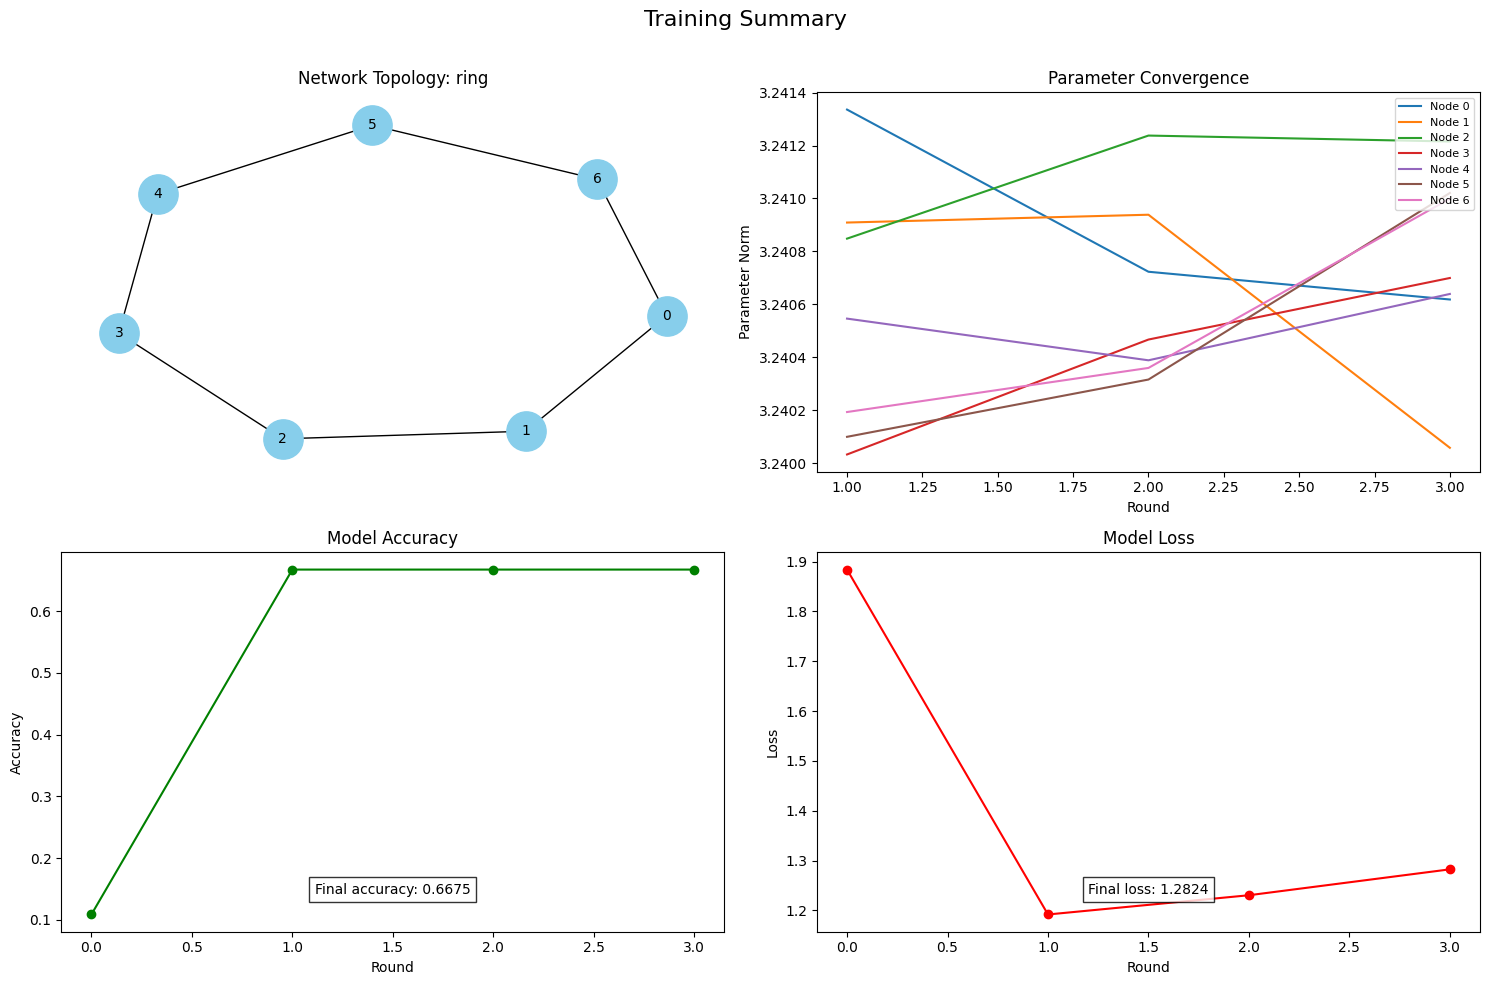 Training Summary
Network Topology: ring
5
6
4
0
3
1
2
Parameter Convergence
Parameter Norm
3.2414
3.2412
3.2410
3.2408
3.2406
3.2404
3.2402
3.2400
Node 0
Node 1
Node 2
Node 3
Node 4
Node 5
Node 6
1.00 1.25 1.50 1.75 2.00 2.25 2.50 2.75 3.00
Round
Model Accuracy
Accuracy
0.6
0.5
0.4
0.3
0.2
0.1
Final accuracy: 0.6675
0.0 0.5 1.0 1.5 2.0 2.5 3.0
Round
Model Loss
Loss
1.9
1.8
1.7
1.6
1.5
1.4
1.3
1.2
Final loss: 1.2824
0.0 0.5 1.0 1.5 2.0 2.5 3.0
Round